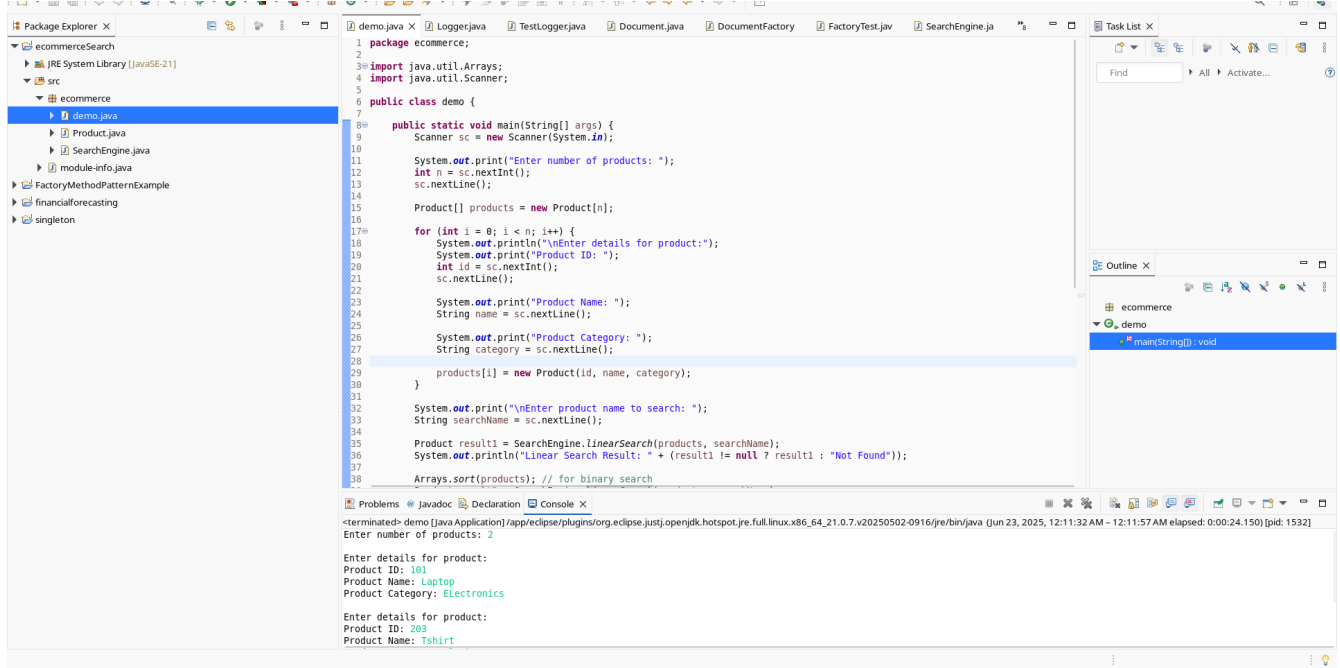 Package Explorer
ecommerceSearch
JRE System Library [JavaSE-21]
src
ecommerce
demo.java
Product.java
SearchEngine.java
module-info.java
FactoryMethodPatternExample
financialforecasting
singleton
demo.java
Logger.java
TestLogger.java
Document.java
DocumentFactory
FactoryTest.jav
SearchEngine.ja
1 package ecommerce;
2
3 import java.util.Arrays;
4 import java.util.Scanner;
5
6 public class demo {
7
8 public static void main(String[] args) {
9 Scanner sc = new Scanner(System.in);
10
11 System.out.print("Enter number of products: ");
12 int n = sc.nextInt();
13 sc.nextLine();
14
15 Product[] products = new Product[n];
16
17 for (int i = 0; i < n; i++) {
18 System.out.println("\nEnter details for product:");
19 System.out.print("Product ID: ");
20 int id = sc.nextInt();
21 sc.nextLine();
22
23 System.out.print("Product Name: ");
24 String name = sc.nextLine();
25
26 System.out.print("Product Category: ");
27 String category = sc.nextLine();
28
29 products[i] = new Product(id, name, category);
30 }
31
32 System.out.print("\nEnter product name to search: ");
33 String searchName = sc.nextLine();
34
35 Product result1 = SearchEngine.linearSearch(products, searchName);
36 System.out.println("Linear Search Result: " + (result1 != null ? result1 : "Not Found"));
37
38 Arrays.sort(products); // for binary search
Task List
Find
All
Activate...
Outline
ecommerce
demo
main(String[]) : void
Problems
Javadoc
Declaration
Console
<terminated> demo [Java Application] /app/eclipse/plugins/org.eclipse.justj.openjdk.hotspot.jre.full.linux.x86_64_21.0.7.v20250502-0916/jre/bin/java (Jun 23, 2025, 12:11:32 AM – 12:11:57 AM elapsed: 0:00:24.150) [pid: 1532]
Enter number of products: 2
Enter details for product:
Product ID: 101
Product Name: Laptop
Product Category: ELectronics
Enter details for product:
Product ID: 203
Product Name: Tshirt